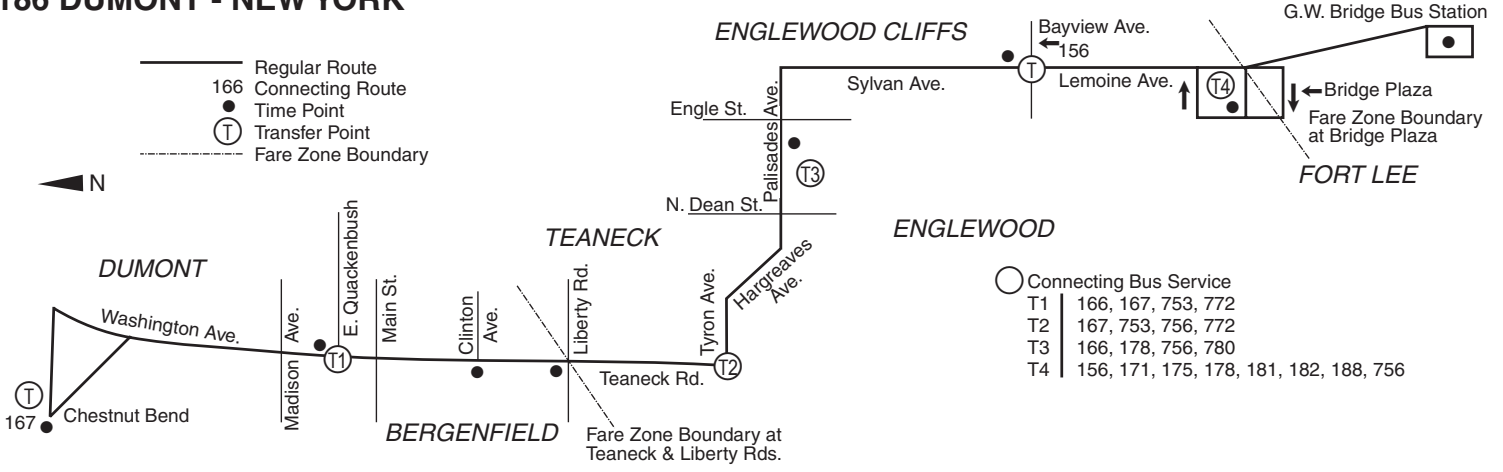 186 DUMONT - NEW YORK
Regular Route
166 Connecting Route
Time Point
T Transfer Point
Fare Zone Boundary
N
ENGLEWOOD CLIFFS
Bayview Ave.
156
G.W. Bridge Bus Station
Sylvan Ave.
T
Lemoine Ave.
T4
Bridge Plaza
Fare Zone Boundary
at Bridge Plaza
FORT LEE
Engle St.
Palisades Ave.
T3
N. Dean St.
ENGLEWOOD
TEANECK
Hargreaves
Ave.
Tyron Ave.
T2
Teaneck Rd.
Liberty Rd.
Clinton
Ave.
Main St.
E. Quackenbush
T1
Madison Ave.
DUMONT
Washington Ave.
T
167
Chestnut Bend
BERGENFIELD
Fare Zone Boundary at
Teaneck & Liberty Rds.
Connecting Bus Service
T1 166, 167, 753, 772
T2 167, 753, 756, 772
T3 166, 178, 756, 780
T4 156, 171, 175, 178, 181, 182, 188, 756